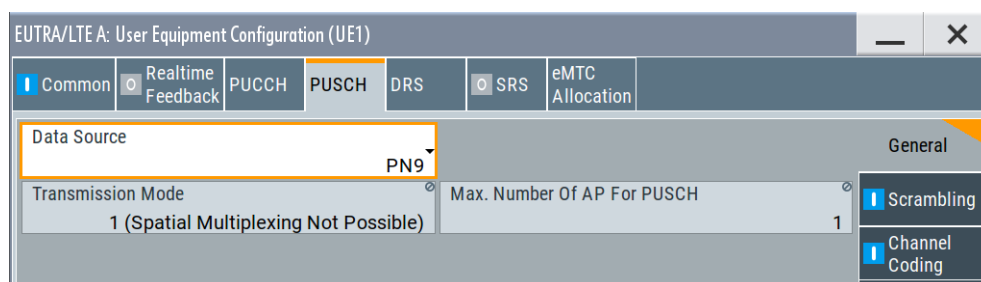 EUTRA/LTE A: User Equipment Configuration (UE1)
Common
Realtime
Feedback
PUCCH
PUSCH
DRS
SRS
eMTC
Allocation
Data Source
PN9
General
Transmission Mode
1 (Spatial Multiplexing Not Possible)
Max. Number Of AP For PUSCH
1
Scrambling
Channel
Coding